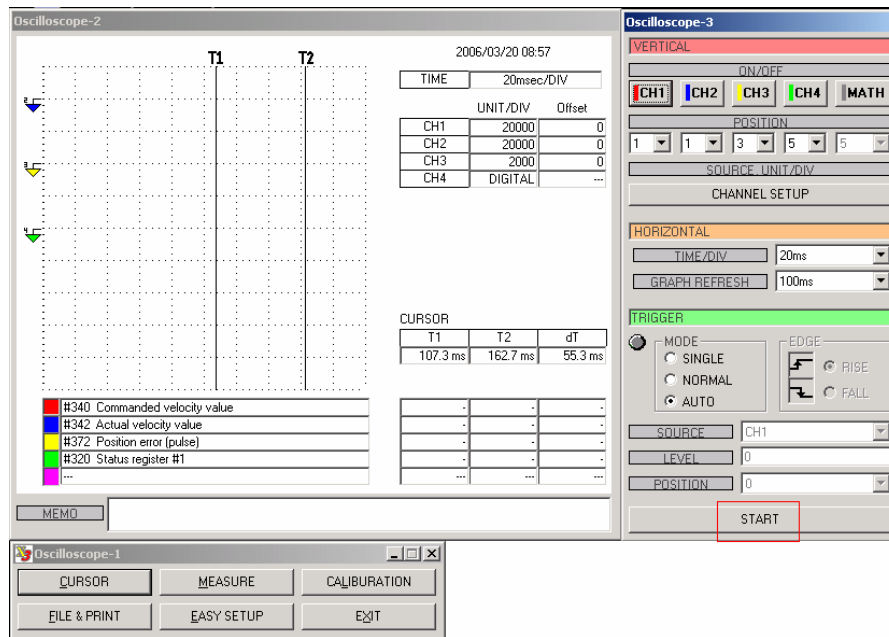 Oscilloscope-2
T1 T2
2006/03/20 08:57
TIME 20msec/DIV
UNIT/DIV Offset
CH1 20000 0
CH2 20000 0
CH3 2000 0
CH4 DIGITAL ---
CURSOR
T1 T2 dT
107.3 ms 162.7 ms 55.3 ms
#340 Commanded velocity value - - -
#342 Actual velocity value - - -
#372 Position error (pulse) - - -
#320 Status register #1 - - -
--- --- --- ---
MEMO
Oscilloscope-3
VERTICAL
ON/OFF
CH1 CH2 CH3 CH4 MATH
POSITION
1 1 3 5 5
SOURCE, UNIT/DIV
CHANNEL SETUP
HORIZONTAL
TIME/DIV 20ms
GRAPH REFRESH 100ms
TRIGGER
MODE EDGE
SINGLE RISE
NORMAL FALL
AUTO
SOURCE CH1
LEVEL 0
POSITION 0
START
Oscilloscope-1
CURSOR MEASURE CALIBURATION
FILE & PRINT EASY SETUP EXIT